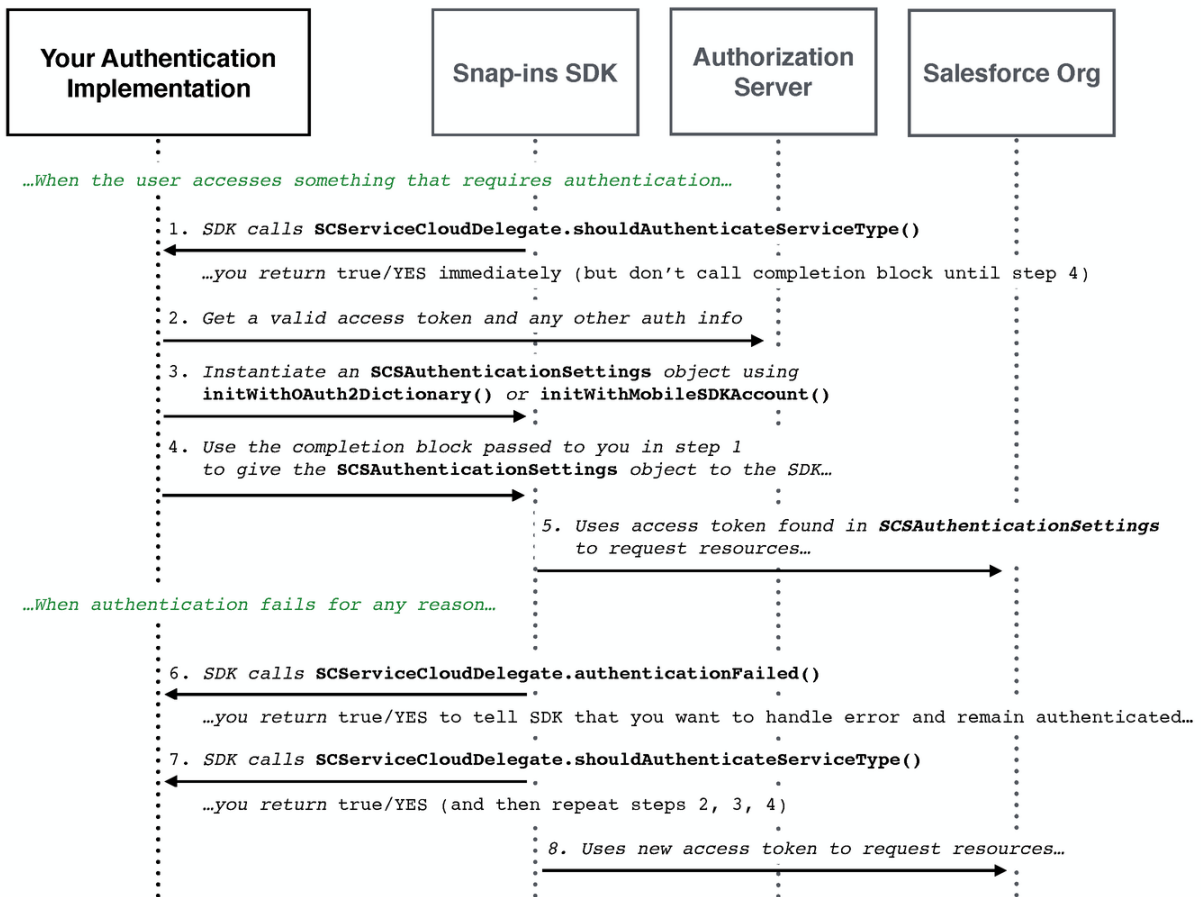 Your Authentication
Implementation
Snap-ins SDK
Authorization
Server
Salesforce Org
…When the user accesses something that requires authentication…
1. SDK calls SCServiceCloudDelegate.shouldAuthenticateServiceType()
…you return true/YES immediately (but don’t call completion block until step 4)
2. Get a valid access token and any other auth info
3. Instantiate an SCSAuthenticationSettings object using
initWithOAuth2Dictionary() or initWithMobileSDKAccount()
4. Use the completion block passed to you in step 1
to give the SCSAuthenticationSettings object to the SDK…
5. Uses access token found in SCSAuthenticationSettings
to request resources…
…When authentication fails for any reason…
6. SDK calls SCServiceCloudDelegate.authenticationFailed()
…you return true/YES to tell SDK that you want to handle error and remain authenticated…
7. SDK calls SCServiceCloudDelegate.shouldAuthenticateServiceType()
…you return true/YES (and then repeat steps 2, 3, 4)
8. Uses new access token to request resources…